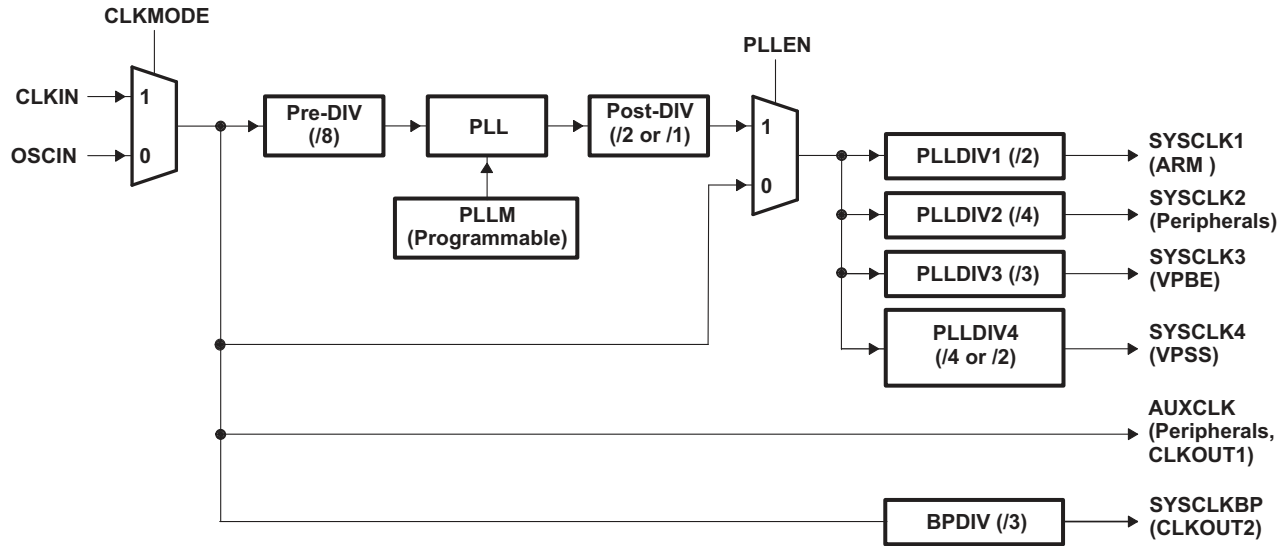 CLKMODE
PLLEN
CLKIN
1
OSCIN
0
Pre-DIV
(/8)
PLL
Post-DIV
(/2 or /1)
PLLM
(Programmable)
1
0
PLLDIV1 (/2)
SYSCLK1
(ARM )
PLLDIV2 (/4)
SYSCLK2
(Peripherals)
PLLDIV3 (/3)
SYSCLK3
(VPBE)
PLLDIV4
(/4 or /2)
SYSCLK4
(VPSS)
AUXCLK
(Peripherals,
CLKOUT1)
BPDIV (/3)
SYSCLKBP
(CLKOUT2)